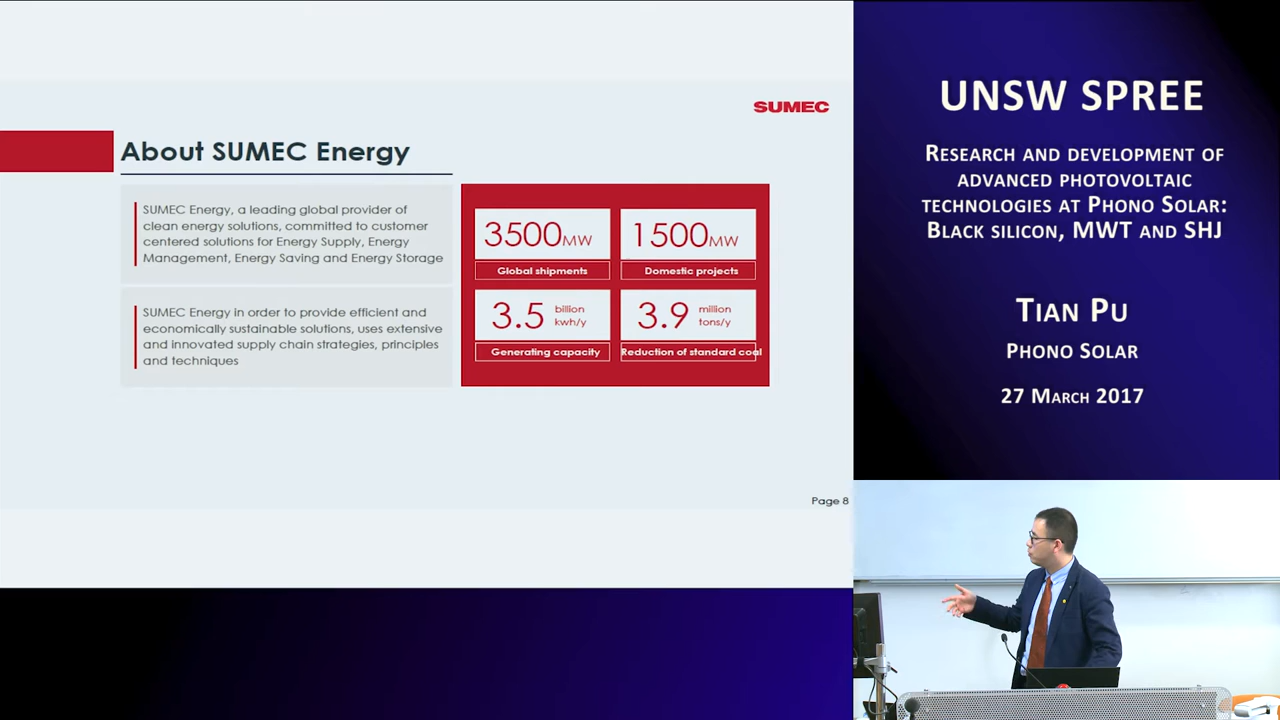 SUMEC
About SUMEC Energy
SUMEC Energy, a leading global provider of
clean energy solutions, committed to customer
centered solutions for Energy Supply, Energy
Management, Energy Saving and Energy Storage
SUMEC Energy in order to provide efficient and
economically sustainable solutions, uses extensive
and innovated supply chain strategies, principles
and techniques
3500MW
Global shipments
1500MW
Domestic projects
3.5 billion
kwh/y
Generating capacity
3.9 million
tons/y
Reduction of standard coal
Page 8
UNSW SPREE
Research and development of
advanced photovoltaic
technologies at Phono Solar:
Black silicon, MWT and SHJ
Tian Pu
Phono Solar
27 March 2017